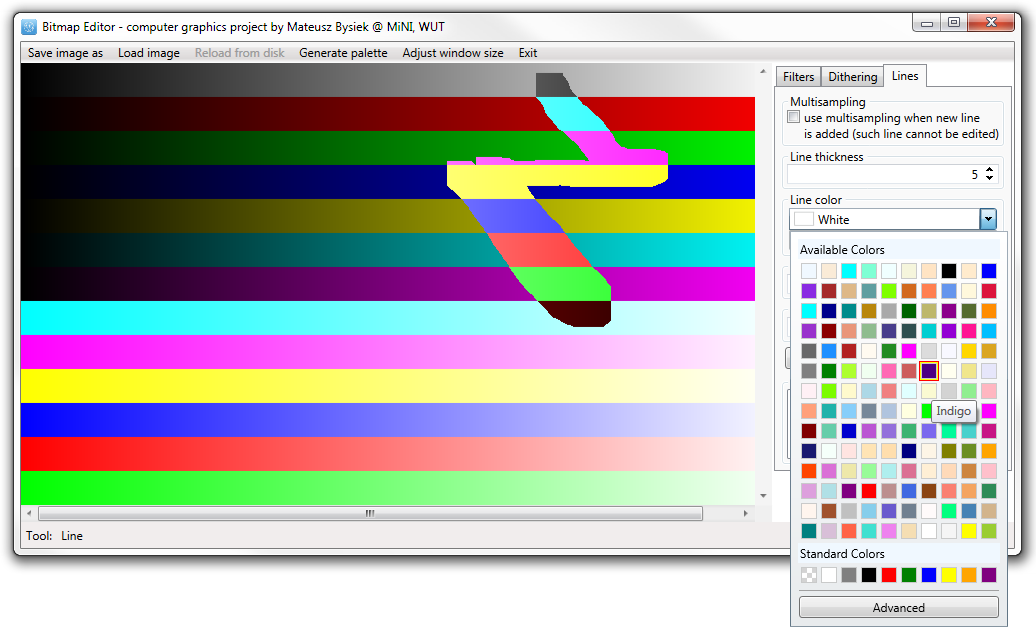 Bitmap Editor - computer graphics project by Mateusz Bysiek @ MiNI, WUT
Save image as Load image Reload from disk Generate palette Adjust window size Exit
Filters Dithering Lines
Multisampling
use multisampling when new line
is added (such line cannot be edited)
Line thickness
5
Line color
White
Available Colors
Indigo
Standard Colors
Advanced
Tool: Line